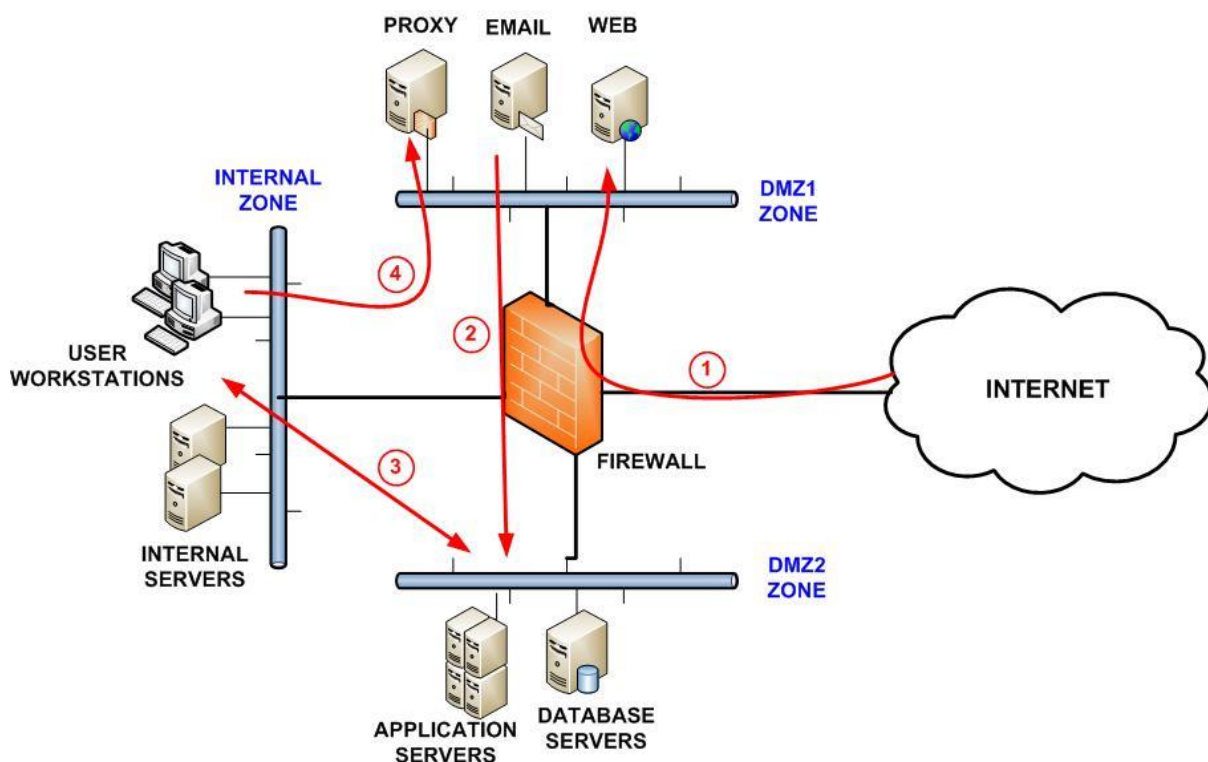 PROXY
EMAIL
WEB
INTERNAL
ZONE
DMZ1
ZONE
4
2
1
INTERNET
USER
WORKSTATIONS
3
FIREWALL
INTERNAL
SERVERS
DMZ2
ZONE
APPLICATION
SERVERS
DATABASE
SERVERS